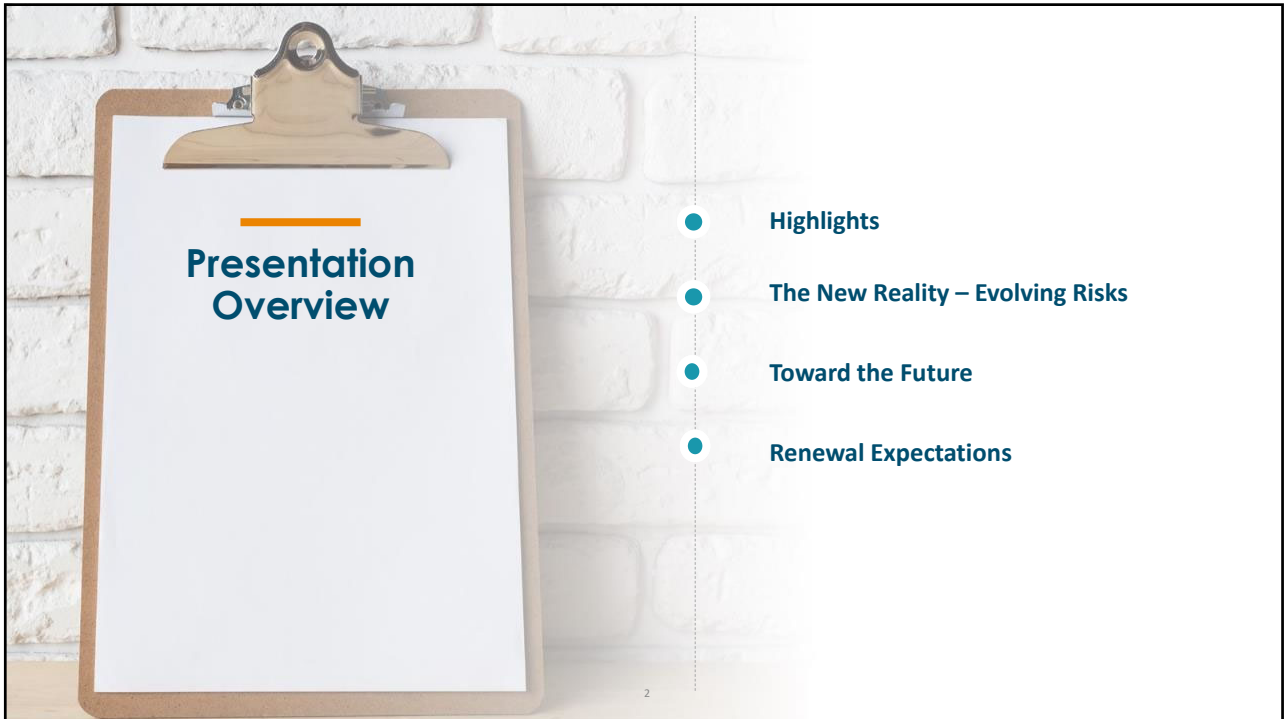 Presentation
Overview
Highlights
The New Reality – Evolving Risks
Toward the Future
Renewal Expectations
2